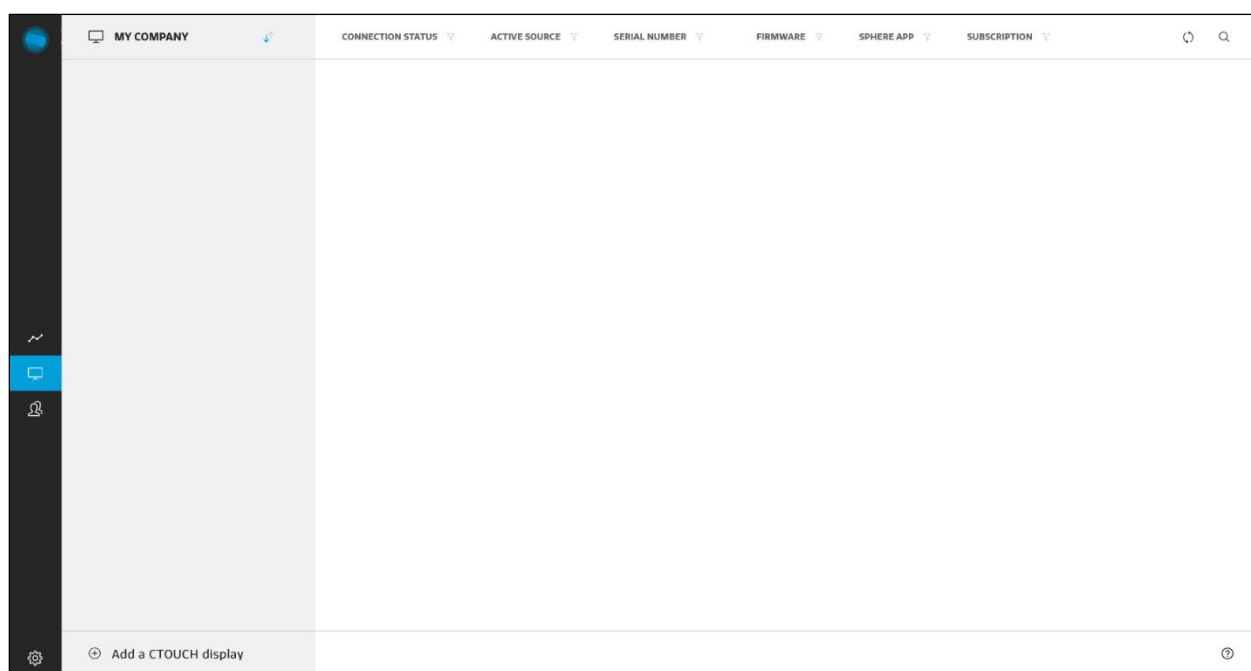 MY COMPANY CONNECTION STATUS ACTIVE SOURCE SERIAL NUMBER FIRMWARE SPHERE APP SUBSCRIPTION
Add a CTOUCH display